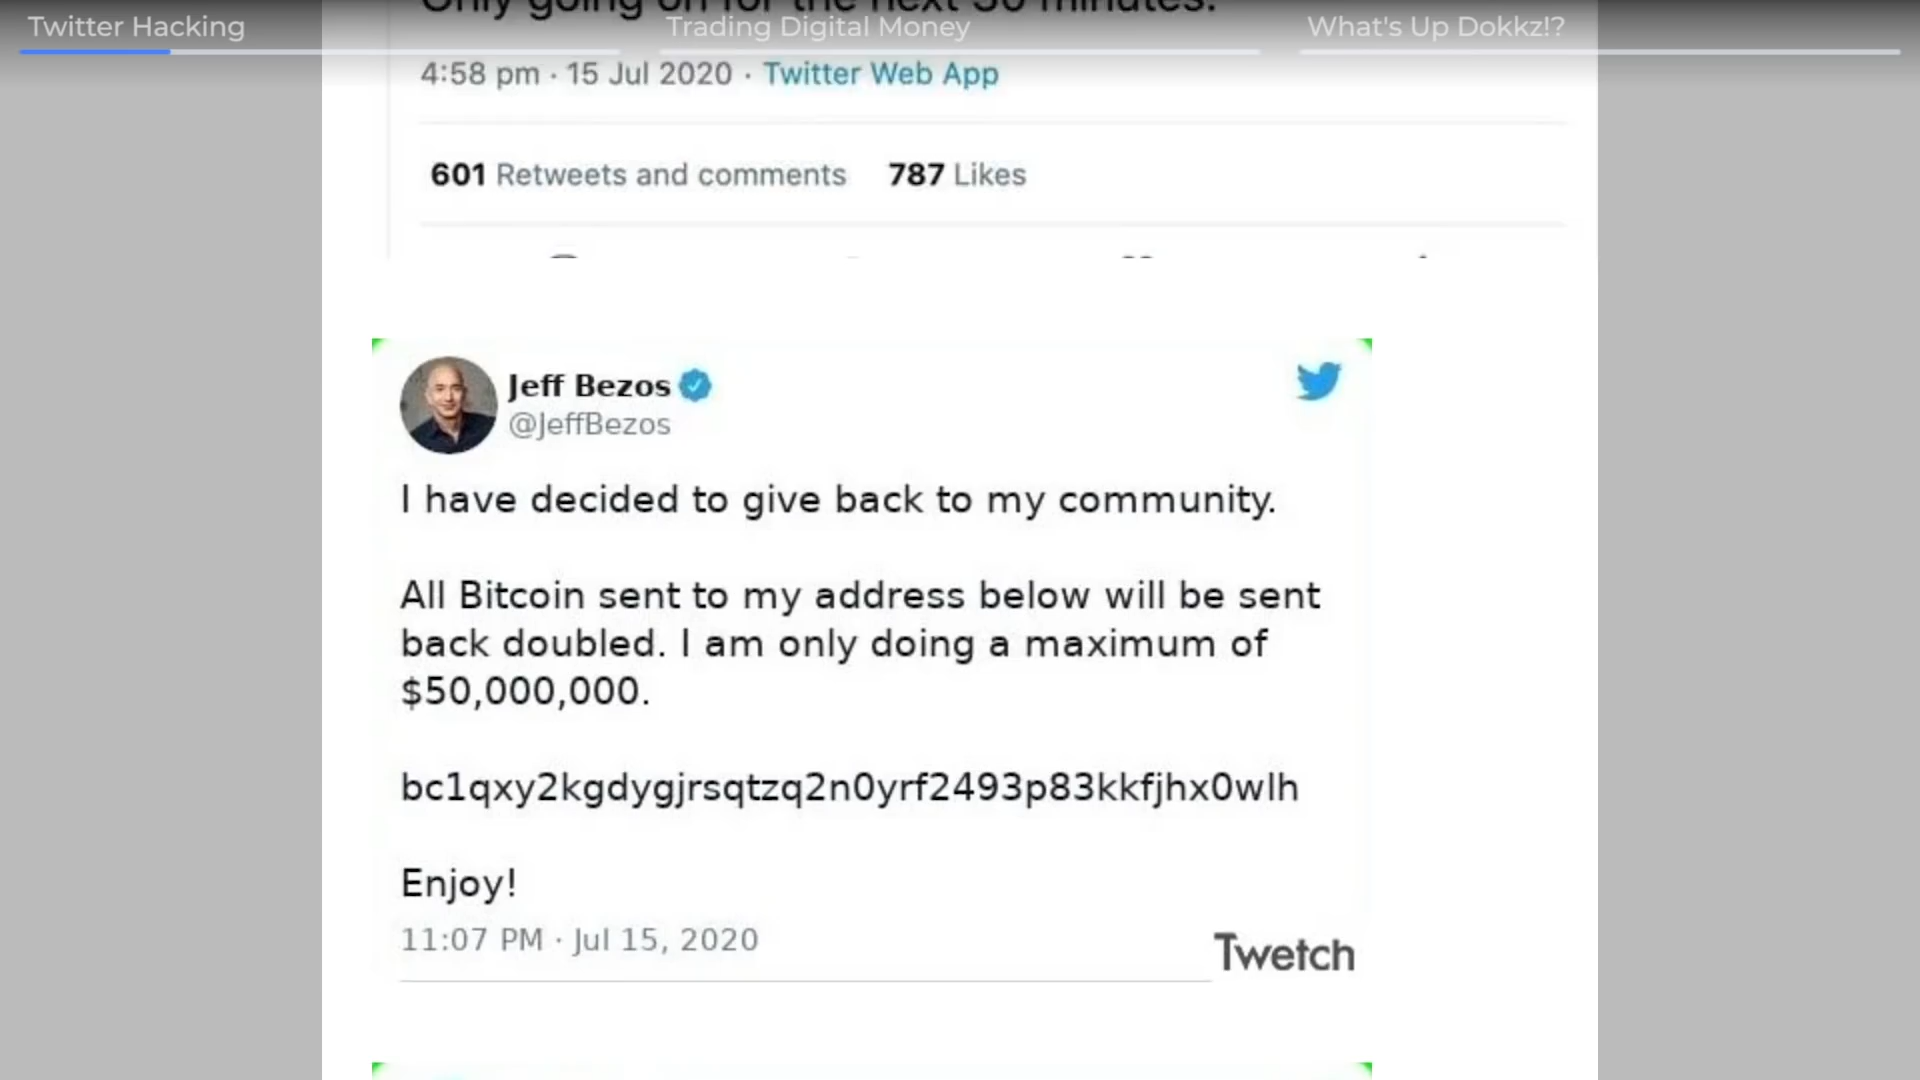 Only going on for the next 30 minutes.
Twitter Hacking
Trading Digital Money
What's Up Dokkz!?
4:58 pm · 15 Jul 2020 · Twitter Web App
601 Retweets and comments 787 Likes
Jeff Bezos
@JeffBezos
I have decided to give back to my community.
All Bitcoin sent to my address below will be sent
back doubled. I am only doing a maximum of
$50,000,000.
bc1qxy2kgdygjrsqtzq2n0yrf2493p83kkfjhx0wlh
Enjoy!
11:07 PM · Jul 15, 2020
Twetch